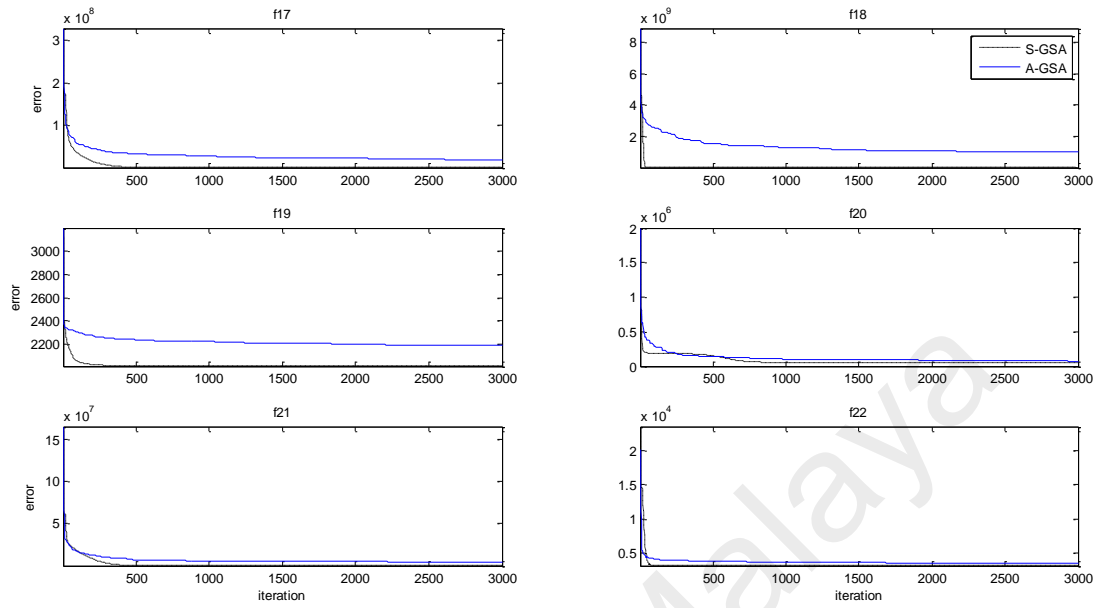 f17
x 10^8
3
2
1
error
500 1000 1500 2000 2500 3000
f18
x 10^9
8
6
4
2
S-GSA
A-GSA
500 1000 1500 2000 2500 3000
f19
3000
2800
2600
2400
2200
error
500 1000 1500 2000 2500 3000
f20
x 10^6
2
1.5
1
0.5
0
500 1000 1500 2000 2500 3000
f21
x 10^7
15
10
5
error
500 1000 1500 2000 2500 3000
iteration
f22
x 10^4
2
1.5
1
0.5
500 1000 1500 2000 2500 3000
iteration
Malaya